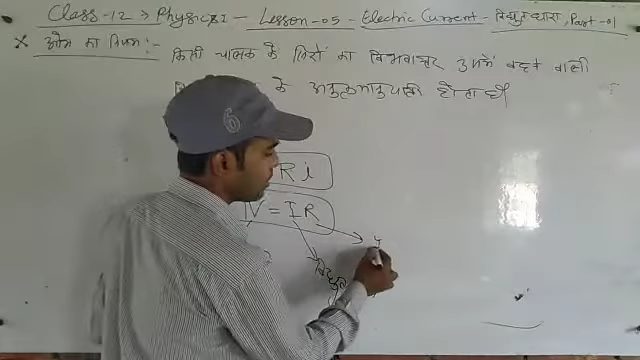 Class-12 > Physics I - Lesson-05 - Electric Current - विद्युत धारा, Part-01
* ओम का नियम :- किसी चालक के सिरों का विभवान्तर उसमें बहने वाली
के अनुक्रमानुपाती होता है।
R i
V = IR
6